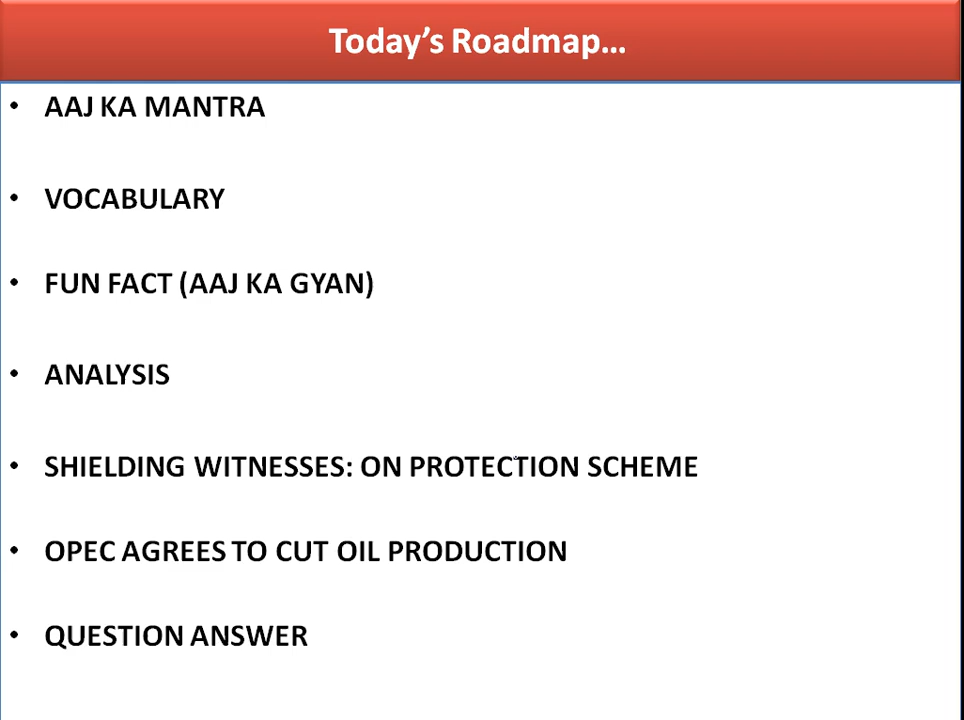 Today’s Roadmap...
• AAJ KA MANTRA
• VOCABULARY
• FUN FACT (AAJ KA GYAN)
• ANALYSIS
• SHIELDING WITNESSES: ON PROTECTION SCHEME
• OPEC AGREES TO CUT OIL PRODUCTION
• QUESTION ANSWER